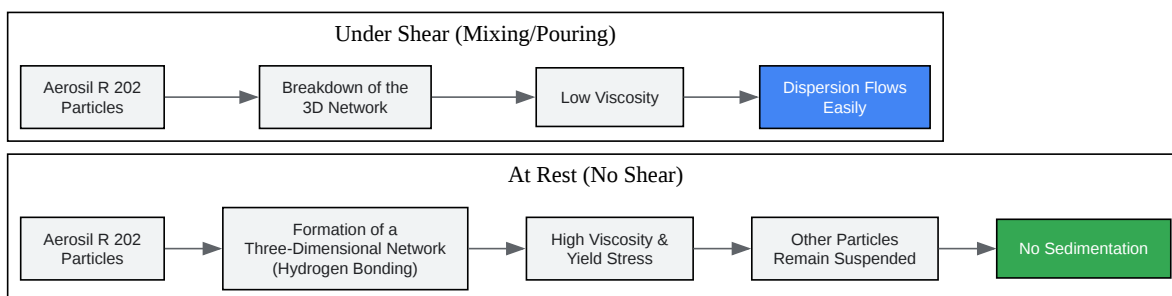 Under Shear (Mixing/Pouring)
Aerosil R 202
Particles
Breakdown of the
3D Network
Low Viscosity
Dispersion Flows
Easily
At Rest (No Shear)
Aerosil R 202
Particles
Formation of a
Three-Dimensional Network
(Hydrogen Bonding)
High Viscosity &
Yield Stress
Other Particles
Remain Suspended
No Sedimentation